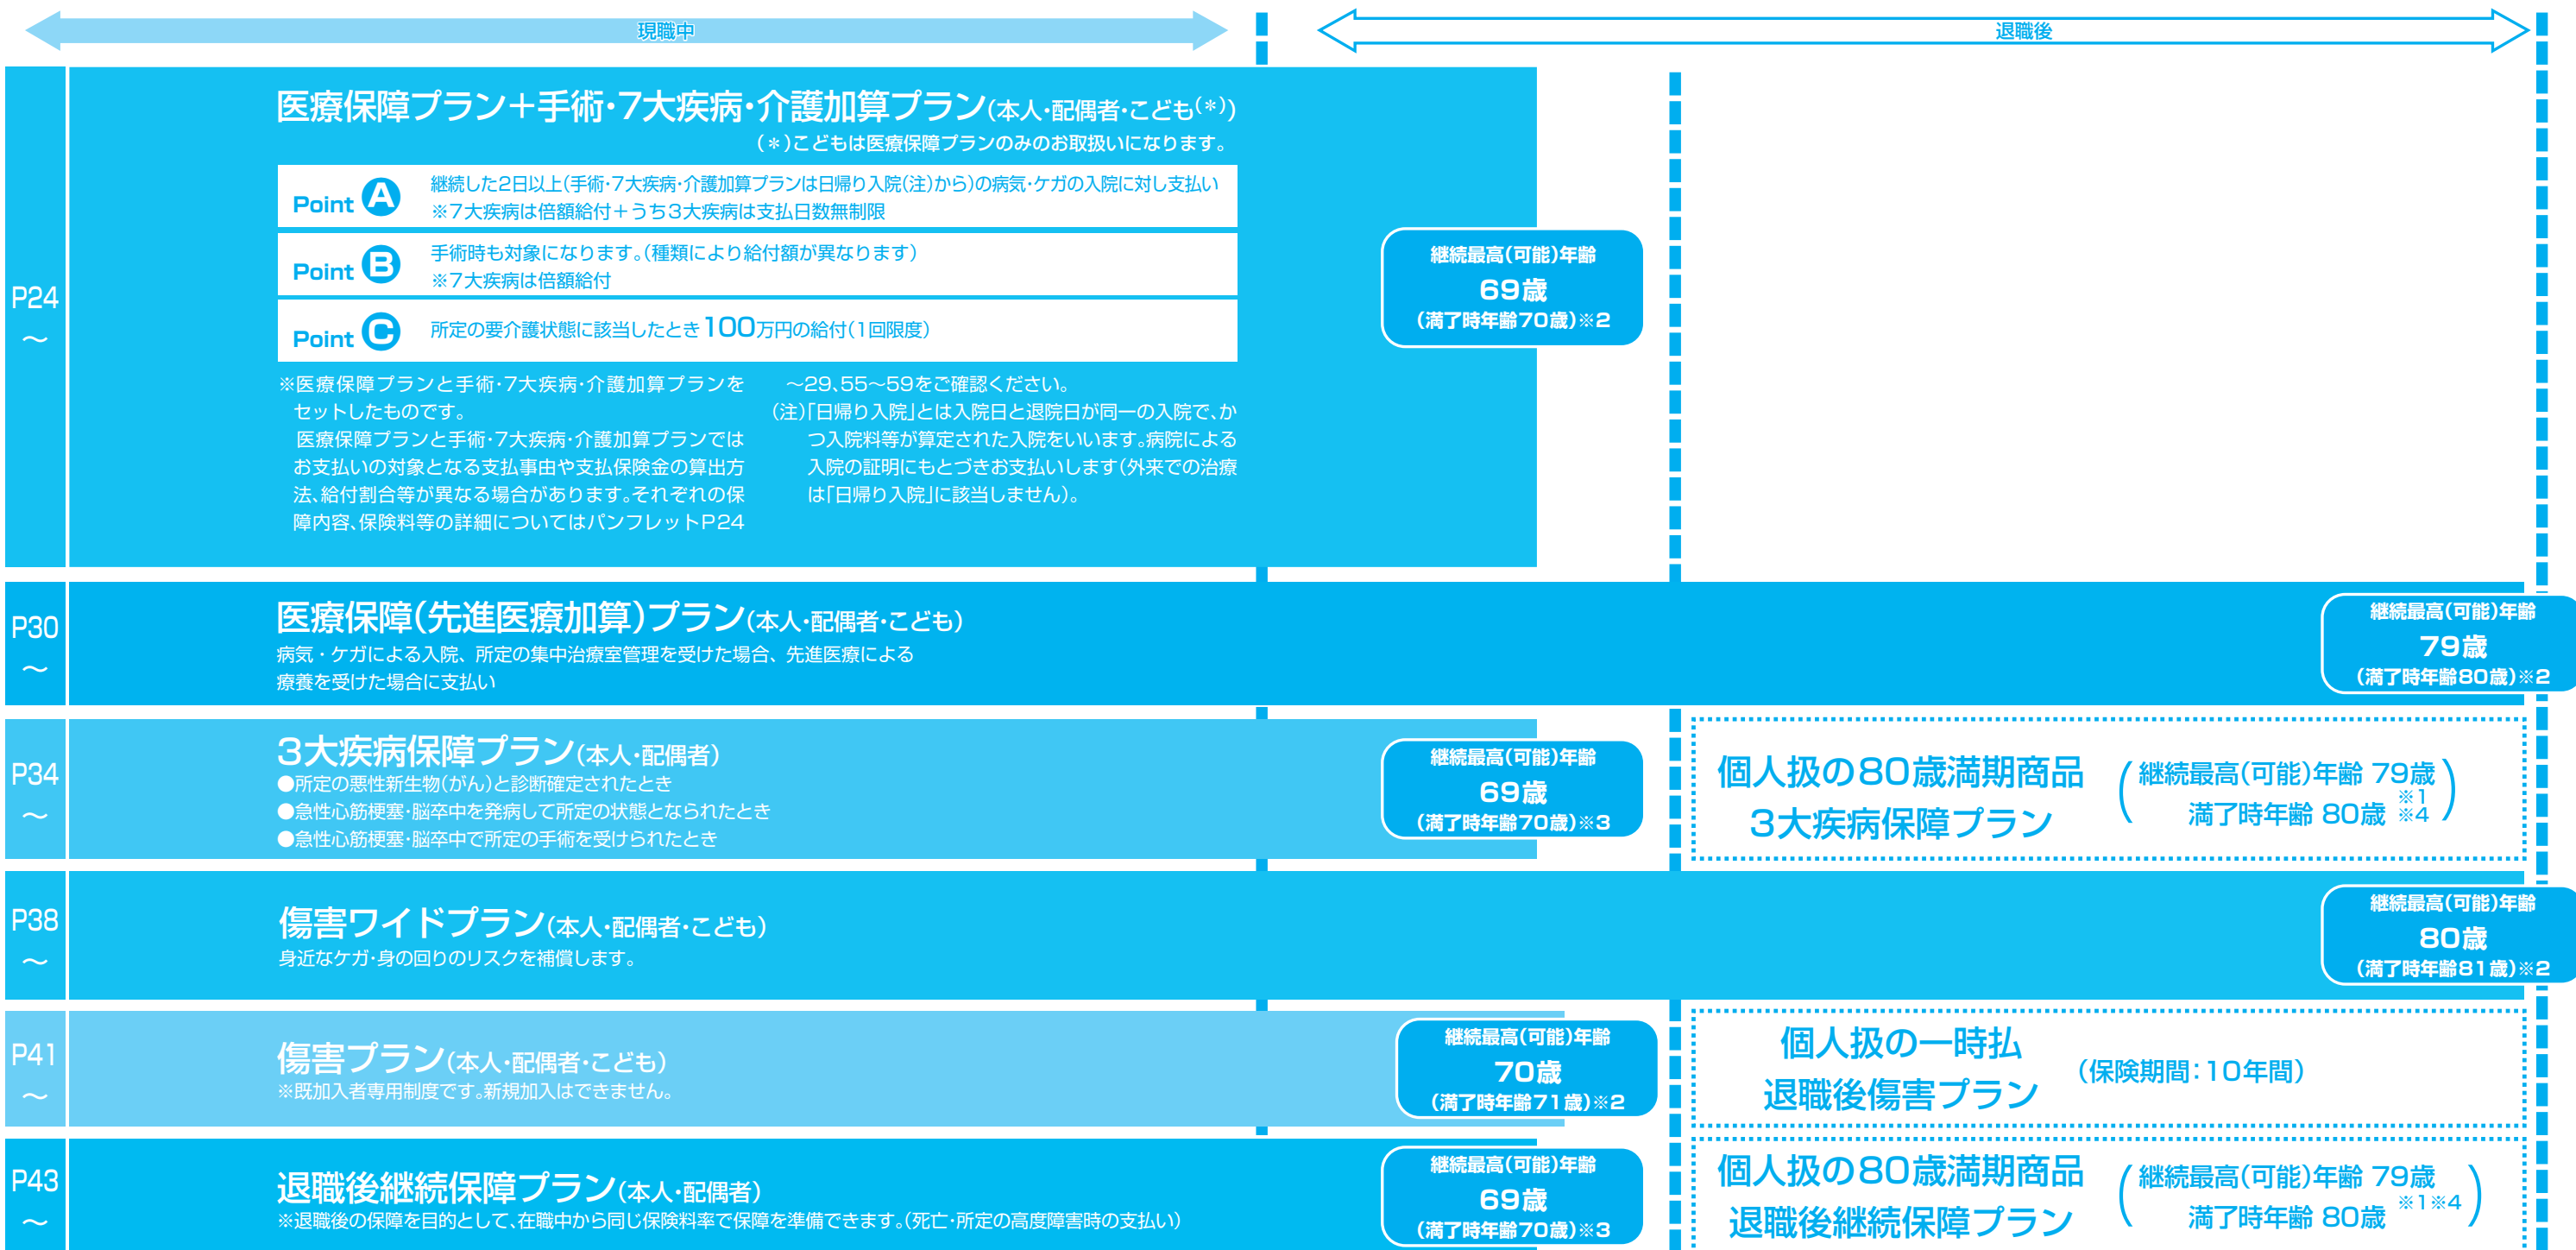 現職中
退職後
P24
～
医療保障プラン＋手術・7大疾病・介護加算プラン(本人・配偶者・こども(＊))
(＊)こどもは医療保障プランのみのお取扱いになります。
Point A
継続した2日以上(手術・7大疾病・介護加算プランは日帰り入院(注)から)の病気・ケガの入院に対し支払い
※7大疾病は倍額給付＋うち3大疾病は支払日数無制限
Point B
手術時も対象になります。(種類により給付額が異なります)
※7大疾病は倍額給付
Point C
所定の要介護状態に該当したとき100万円の給付(1回限度)
※医療保障プランと手術・7大疾病・介護加算プランを
セットしたものです。
医療保障プランと手術・7大疾病・介護加算プランでは
お支払いの対象となる支払事由や支払保険金の算出方
法、給付割合等が異なる場合があります。それぞれの保
障内容、保険料等の詳細についてはパンフレットP24
～29、55～59をご確認ください。
(注)「日帰り入院」とは入院日と退院日が同一の入院で、か
つ入院料等が算定された入院をいいます。病院による
入院の証明にもとづきお支払いします(外来での治療
は「日帰り入院」に該当しません)。
継続最高(可能)年齢
69歳
(満了時年齢70歳)※2
P30
～
医療保障(先進医療加算)プラン(本人・配偶者・こども)
病気・ケガによる入院、所定の集中治療室管理を受けた場合、先進医療による
療養を受けた場合に支払い
継続最高(可能)年齢
79歳
(満了時年齢80歳)※2
P34
～
3大疾病保障プラン(本人・配偶者)
●所定の悪性新生物(がん)と診断確定されたとき
●急性心筋梗塞・脳卒中を発病して所定の状態となられたとき
●急性心筋梗塞・脳卒中で所定の手術を受けられたとき
継続最高(可能)年齢
69歳
(満了時年齢70歳)※3
個人扱の80歳満期商品
3大疾病保障プラン
(継続最高(可能)年齢 79歳
満了時年齢 80歳 ※1※4)
P38
～
傷害ワイドプラン(本人・配偶者・こども)
身近なケガ・身の回りのリスクを補償します。
継続最高(可能)年齢
80歳
(満了時年齢81歳)※2
P41
～
傷害プラン(本人・配偶者・こども)
※既加入者専用制度です。新規加入はできません。
継続最高(可能)年齢
70歳
(満了時年齢71歳)※2
個人扱の一時払
退職後傷害プラン
(保険期間：10年間)
P43
～
退職後継続保障プラン(本人・配偶者)
※退職後の保障を目的として、在職中から同じ保険料率で保障を準備できます。(死亡・所定の高度障害時の支払い)
継続最高(可能)年齢
69歳
(満了時年齢70歳)※3
個人扱の80歳満期商品
退職後継続保障プラン
(継続最高(可能)年齢 79歳
満了時年齢 80歳 ※1※4)